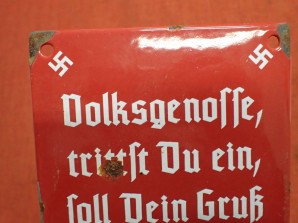 Volksgenosse,
trittst Du ein,
soll Dein Gruß